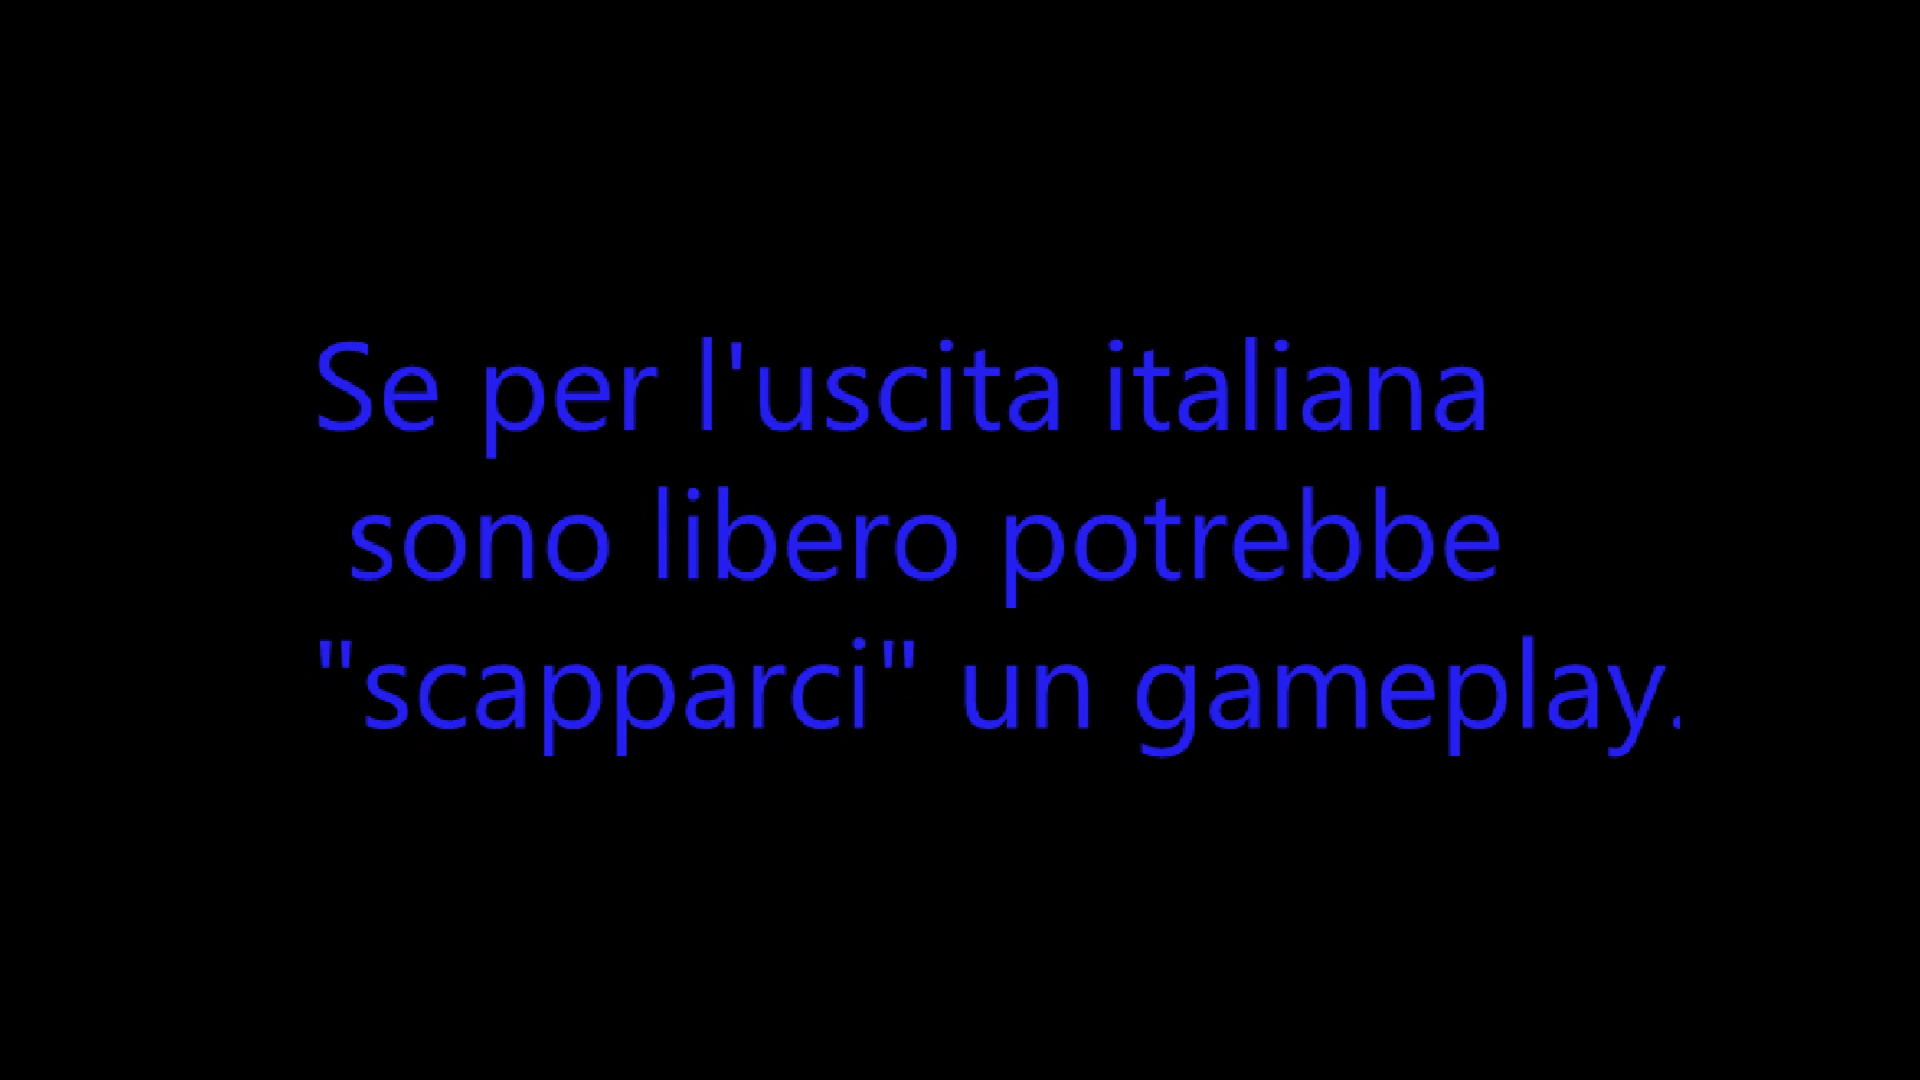 Se per l'uscita italiana
sono libero potrebbe
"scapparci" un gameplay.